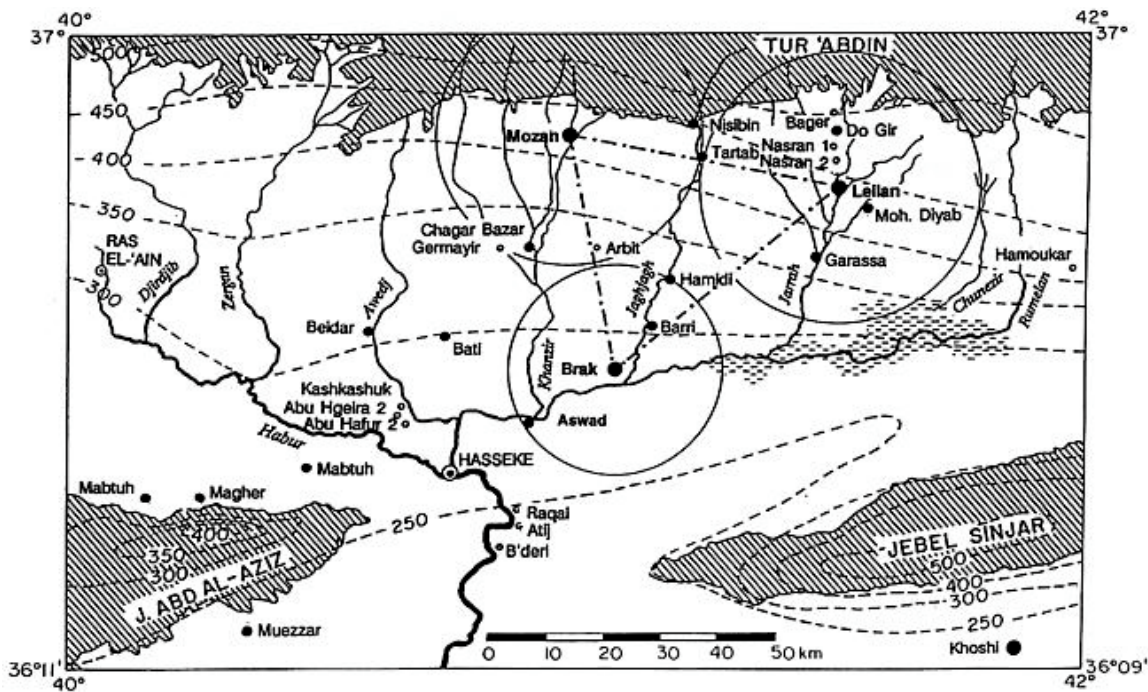 40°
42°
37°
37°
TUR 'ABDIN
500
450
400
350
300
Mozan
Nisibin
Tartab
Bager
Do Gir
Nasran 1
Nasran 2
Leilan
Moh. Diyab
Chagar Bazar
Germayir
Arbit
Garassa
Hamoukar
RAS
EL-'AIN
Djirdjib
Zergan
Awedj
Khanzir
Jaghjagh
Jarrah
Chunezir
Rumelan
Hamidi
Beidar
Bati
Barri
Brak
Kashkashuk
Abu Hgeira 2
Abu Hafur 2
Aswad
Habur
HASSEKE
Mabtuh
Mabtuh
Magher
250
Raqai
Atij
B'deri
400
350
300
J. ABD AL-AZIZ
JEBEL SINJAR
500
400
300
250
Muezzar
Khoshi
0 10 20 30 40 50 km
36°11'
40°
36°09'
42°